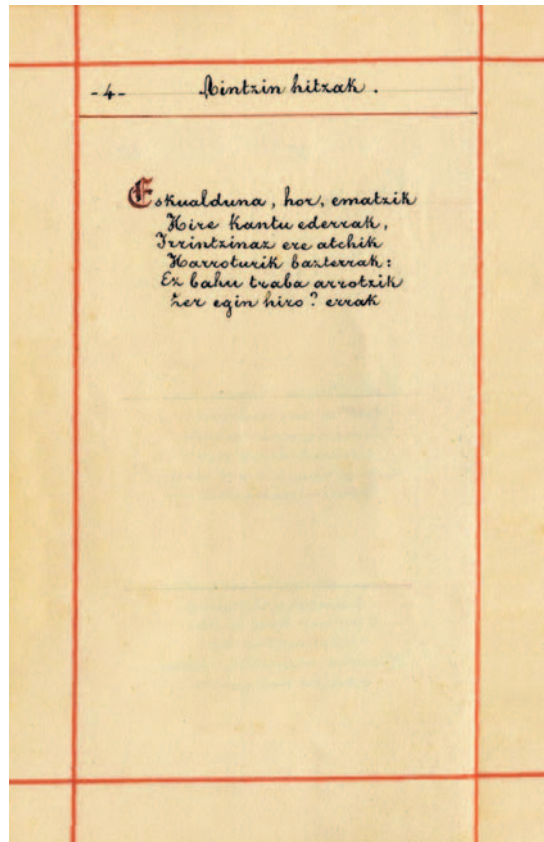 -4- Aintzin hitzak.
Eskualduna, hor, ematzik
Hire kantu ederrak,
Irrintzinaz ere atchik
Harroturik bazterrak:
Ez bahu traba arrotzik
Zer egin hiro? errak